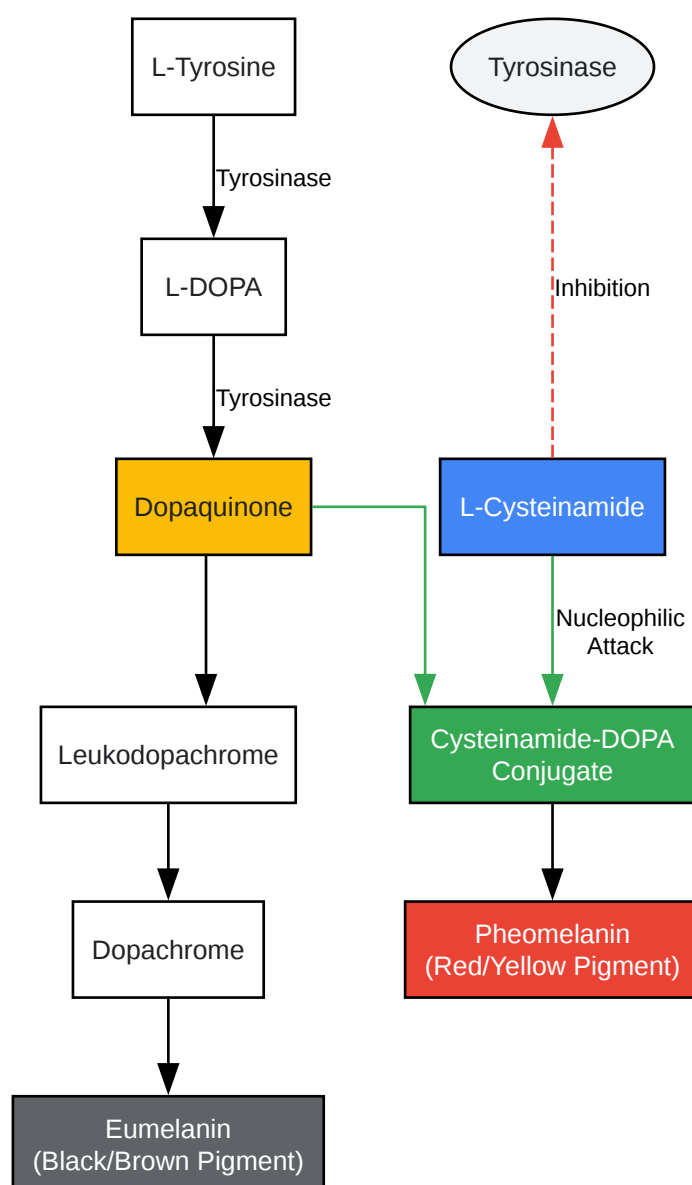 L-Tyrosine
Tyrosinase
Tyrosinase
L-DOPA
Inhibition
Tyrosinase
Dopaquinone
L-Cysteinamide
Nucleophilic
Attack
Leukodopachrome
Cysteinamide-DOPA
Conjugate
Dopachrome
Pheomelanin
(Red/Yellow Pigment)
Eumelanin
(Black/Brown Pigment)